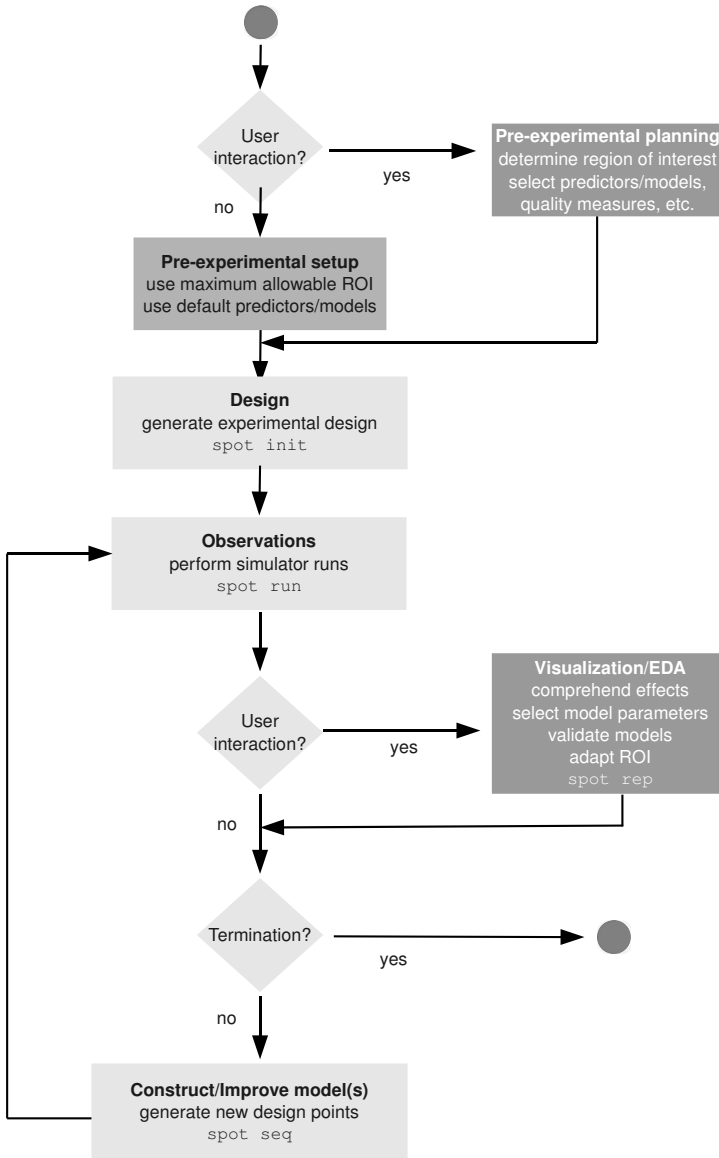 User
interaction?
yes
no
Pre-experimental planning
determine region of interest
select predictors/models,
quality measures, etc.
Pre-experimental setup
use maximum allowable ROI
use default predictors/models
Design
generate experimental design
spot init
Observations
perform simulator runs
spot run
User
interaction?
yes
no
Visualization/EDA
comprehend effects
select model parameters
validate models
adapt ROI
spot rep
Termination?
yes
no
Construct/Improve model(s)
generate new design points
spot seq